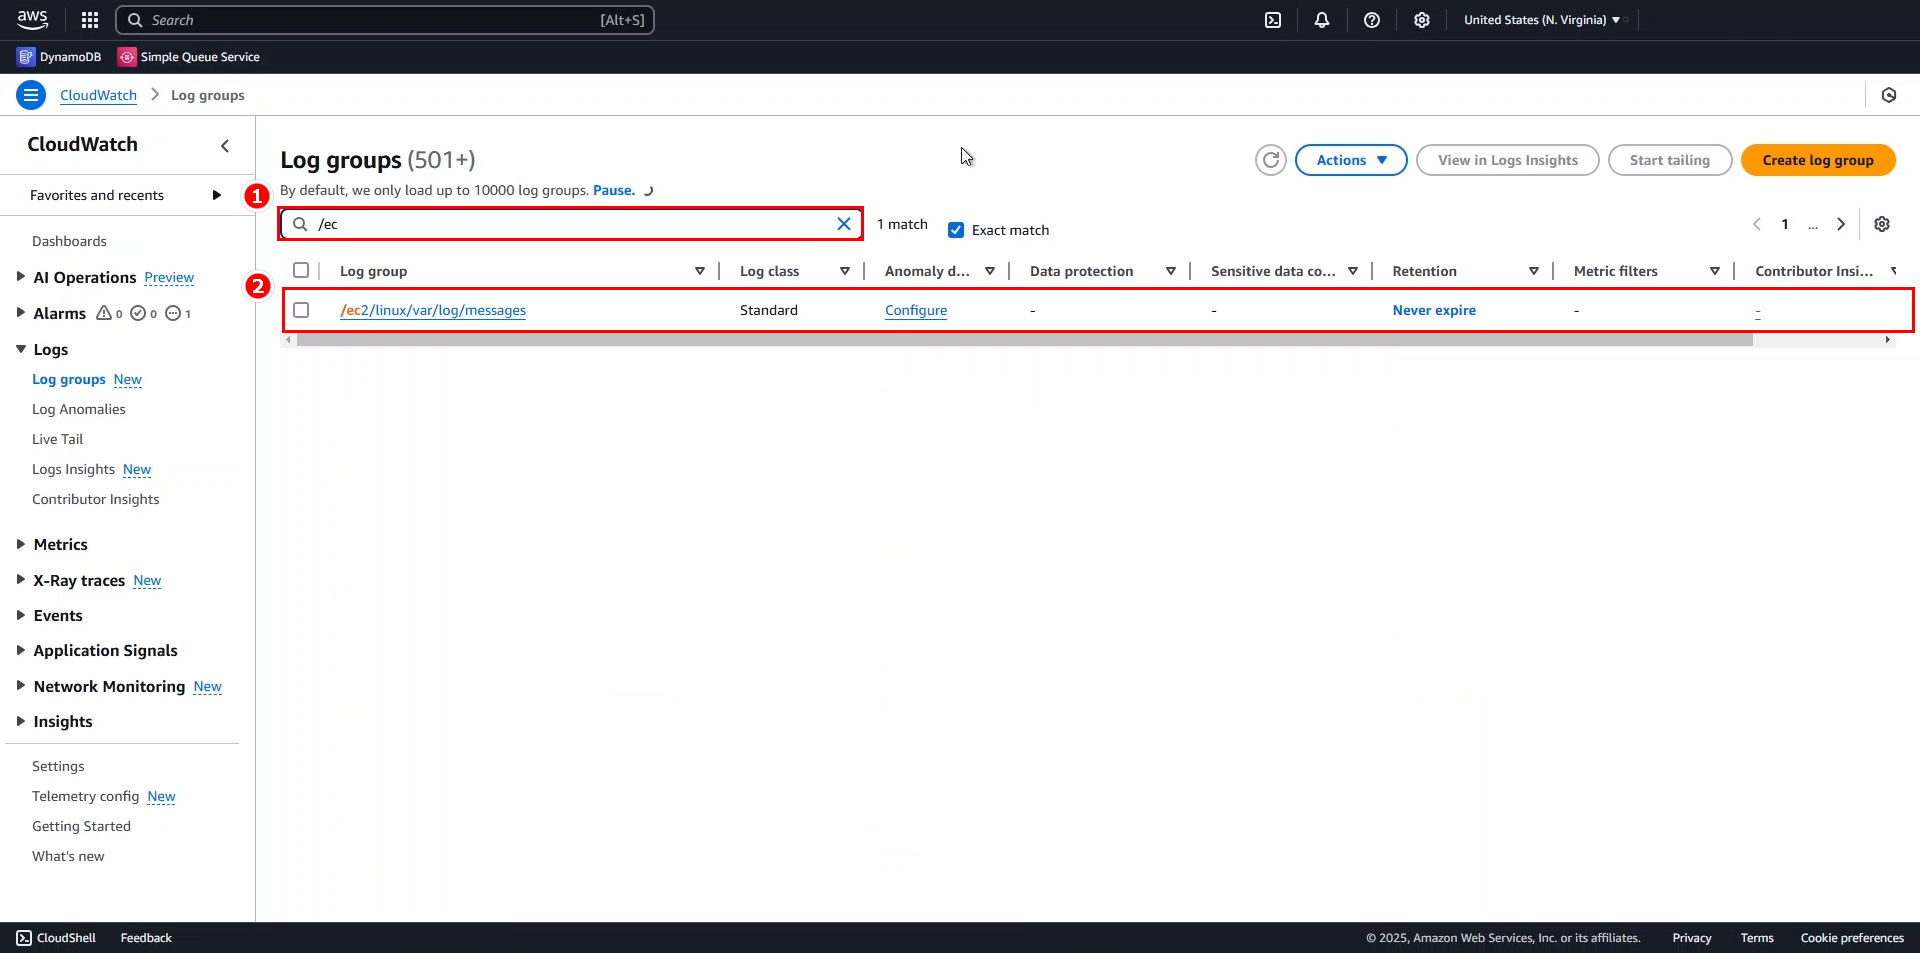 aws
Search [Alt+S]
United States (N. Virginia) ▼
DynamoDB Simple Queue Service
CloudWatch > Log groups
CloudWatch
Favorites and recents
Dashboards
AI Operations Preview
Alarms 0 0 1
Logs
Log groups New
Log Anomalies
Live Tail
Logs Insights New
Contributor Insights
Metrics
X-Ray traces New
Events
Application Signals
Network Monitoring New
Insights
Settings
Telemetry config New
Getting Started
What's new
Log groups (501+)
Actions ▼ View in Logs Insights Start tailing Create log group
By default, we only load up to 10000 log groups. Pause.
1
/ec 1 match Exact match < 1 ... >
Log group Log class Anomaly d... Data protection Sensitive data co... Retention Metric filters Contributor Insi...
2
/ec2/linux/var/log/messages Standard Configure - - Never expire - -
CloudShell Feedback © 2025, Amazon Web Services, Inc. or its affiliates. Privacy Terms Cookie preferences